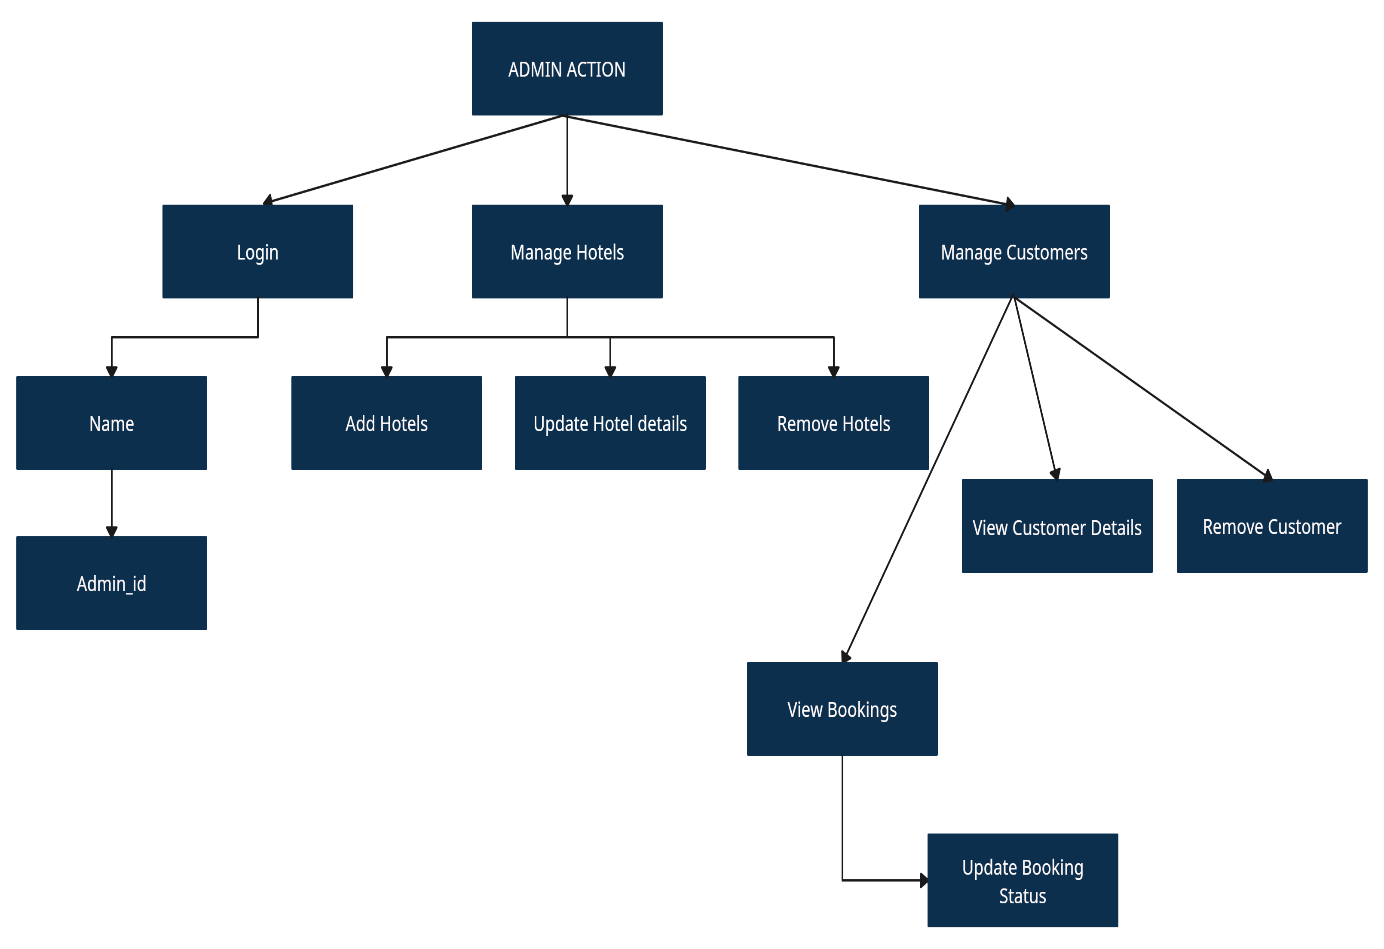 ADMIN ACTION
Login
Manage Hotels
Manage Customers
Name
Add Hotels
Update Hotel details
Remove Hotels
View Customer Details
Remove Customer
Admin_id
View Bookings
Update Booking
Status